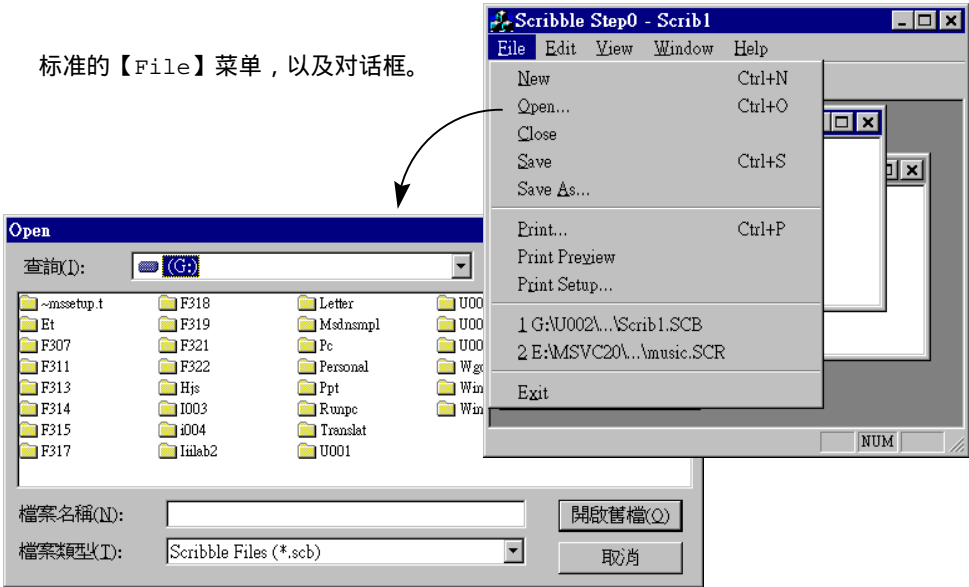 标准的【File】菜单，以及对话框。
Scribble Step0 - Scrib1
File Edit View Window Help
New Ctrl+N
Open... Ctrl+O
Close
Save Ctrl+S
Save As...
Print... Ctrl+P
Print Preview
Print Setup...
1 G:\U002\...\Scrib1.SCB
2 E:\MSVC20\...\music.SCR
Exit
NUM
Open
查詢(I): (G:)
~mssetup.t F318 Letter U00
Et F319 Msdnsmpl U00
F307 F321 Pc U00
F311 F322 Personal Wgc
F313 Hjs Ppt Win
F314 I003 Runpc Win
F315 i004 Translat
F317 Iiilab2 U001
檔案名稱(N): 開啟舊檔(O)
檔案類型(T): Scribble Files (*.scb) 取消